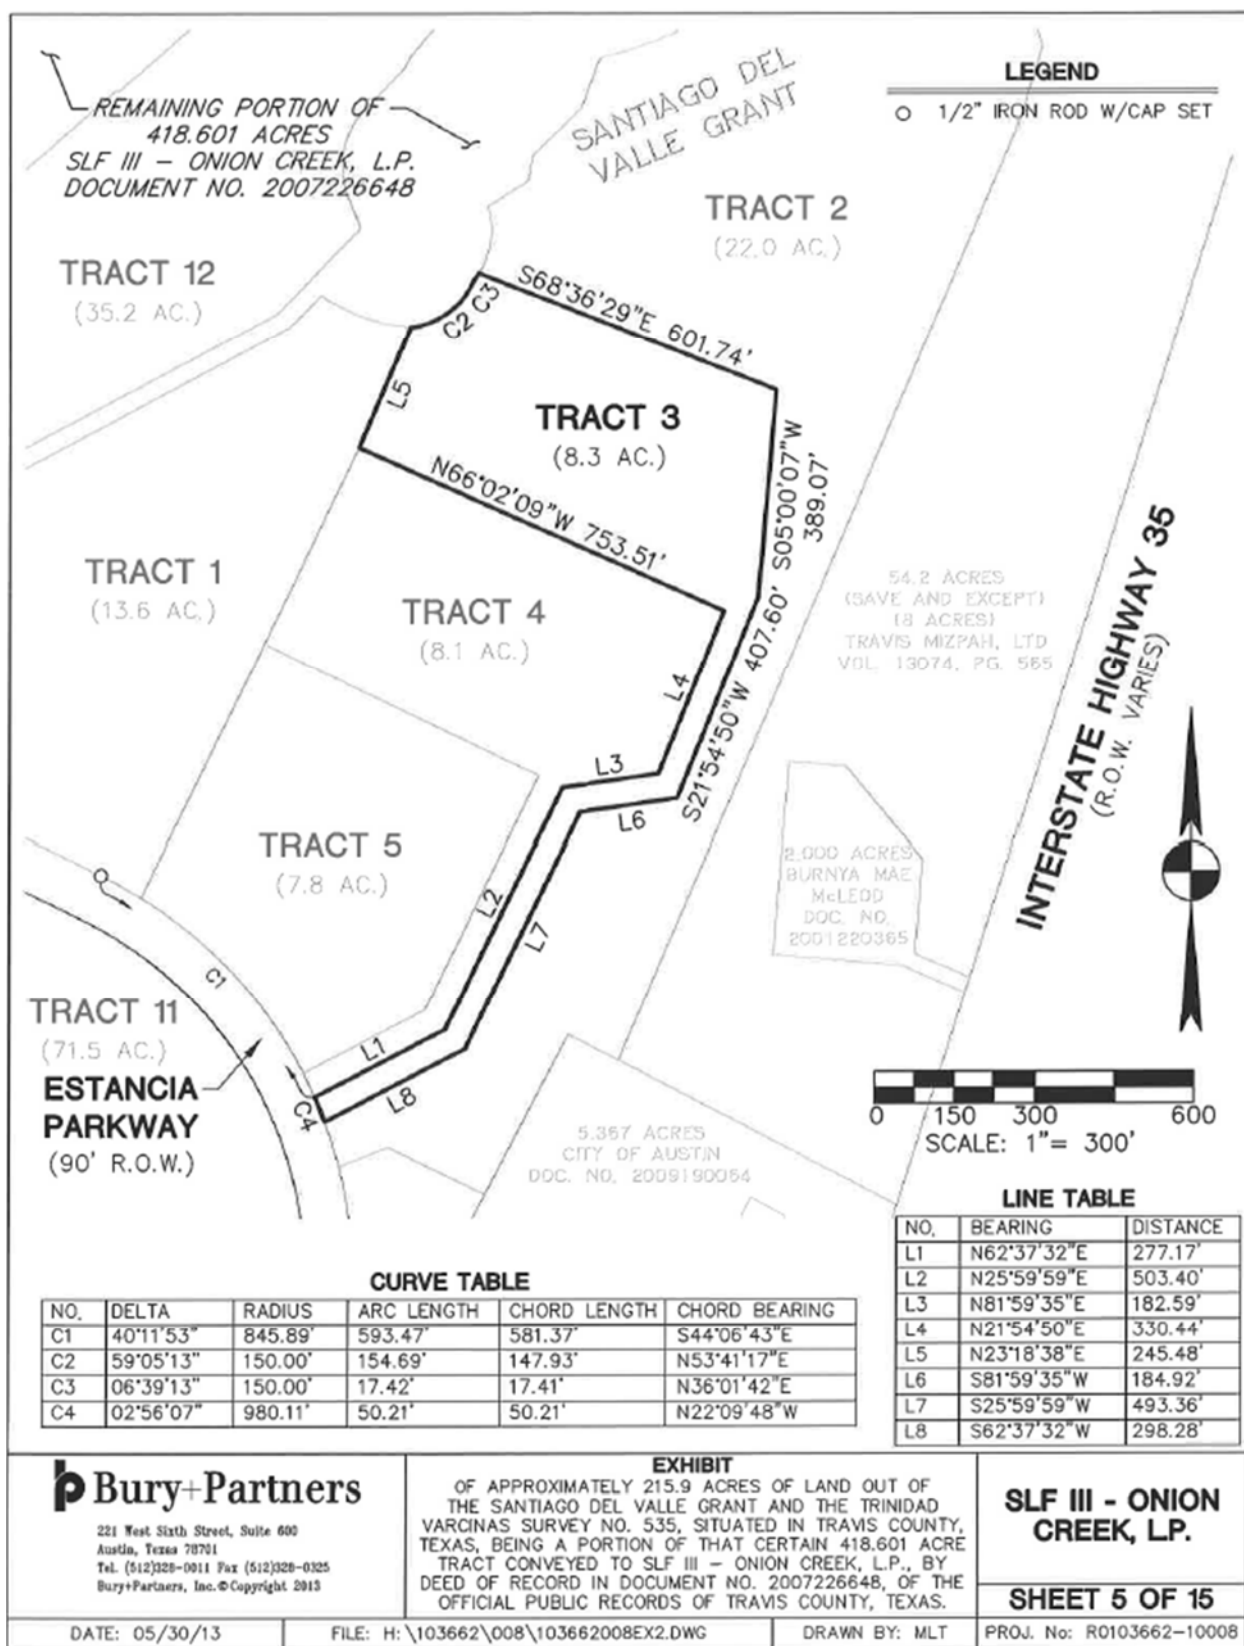 REMAINING PORTION OF
418.601 ACRES
SLF III – ONION CREEK, L.P.
DOCUMENT NO. 2007226648
SANTIAGO DEL
VALLE GRANT
LEGEND
1/2" IRON ROD W/CAP SET
TRACT 2
(22.0 AC.)
TRACT 12
(35.2 AC.)
C2
C3
S68°36'29"E 601.74'
L5
TRACT 3
(8.3 AC.)
N66°02'09"W 753.51'
S05°00'07"W
389.07'
TRACT 1
(13.6 AC.)
TRACT 4
(8.1 AC.)
54.2 ACRES
(SAVE AND EXCEPT)
(8 ACRES)
TRAVIS MIZPAH, LTD
VOL. 13074, PG. 565
INTERSTATE HIGHWAY 35
(R.O.W. VARIES)
L4
S21°54'50"W 407.60'
L3
L6
TRACT 5
(7.8 AC.)
2.000 ACRES
BURNYA MAE
McLEOD
DOC. NO.
2001220365
L2
L7
C1
TRACT 11
(71.5 AC.)
L1
L8
C4
ESTANCIA
PARKWAY
(90' R.O.W.)
5.367 ACRES
CITY OF AUSTIN
DOC. NO. 2009190064
0 150 300 600
SCALE: 1"= 300'
LINE TABLE
NO. BEARING DISTANCE
L1 N62°37'32"E 277.17'
L2 N25°59'59"E 503.40'
L3 N81°59'35"E 182.59'
L4 N21°54'50"E 330.44'
L5 N23°18'38"E 245.48'
L6 S81°59'35"W 184.92'
L7 S25°59'59"W 493.36'
L8 S62°37'32"W 298.28'
CURVE TABLE
NO. DELTA RADIUS ARC LENGTH CHORD LENGTH CHORD BEARING
C1 40°11'53" 845.89' 593.47' 581.37' S44°06'43"E
C2 59°05'13" 150.00' 154.69' 147.93' N53°41'17"E
C3 06°39'13" 150.00' 17.42' 17.41' N36°01'42"E
C4 02°56'07" 980.11' 50.21' 50.21' N22°09'48"W
Bury+Partners
221 West Sixth Street, Suite 600
Austin, Texas 78701
Tel. (512)328-0011 Fax (512)328-0325
Bury+Partners, Inc.©Copyright 2013
EXHIBIT
OF APPROXIMATELY 215.9 ACRES OF LAND OUT OF
THE SANTIAGO DEL VALLE GRANT AND THE TRINIDAD
VARCINAS SURVEY NO. 535, SITUATED IN TRAVIS COUNTY,
TEXAS, BEING A PORTION OF THAT CERTAIN 418.601 ACRE
TRACT CONVEYED TO SLF III – ONION CREEK, L.P., BY
DEED OF RECORD IN DOCUMENT NO. 2007226648, OF THE
OFFICIAL PUBLIC RECORDS OF TRAVIS COUNTY, TEXAS.
SLF III - ONION
CREEK, L.P.
SHEET 5 OF 15
DATE: 05/30/13
FILE: H:\103662\008\103662008EX2.DWG
DRAWN BY: MLT
PROJ. No: R0103662-10008